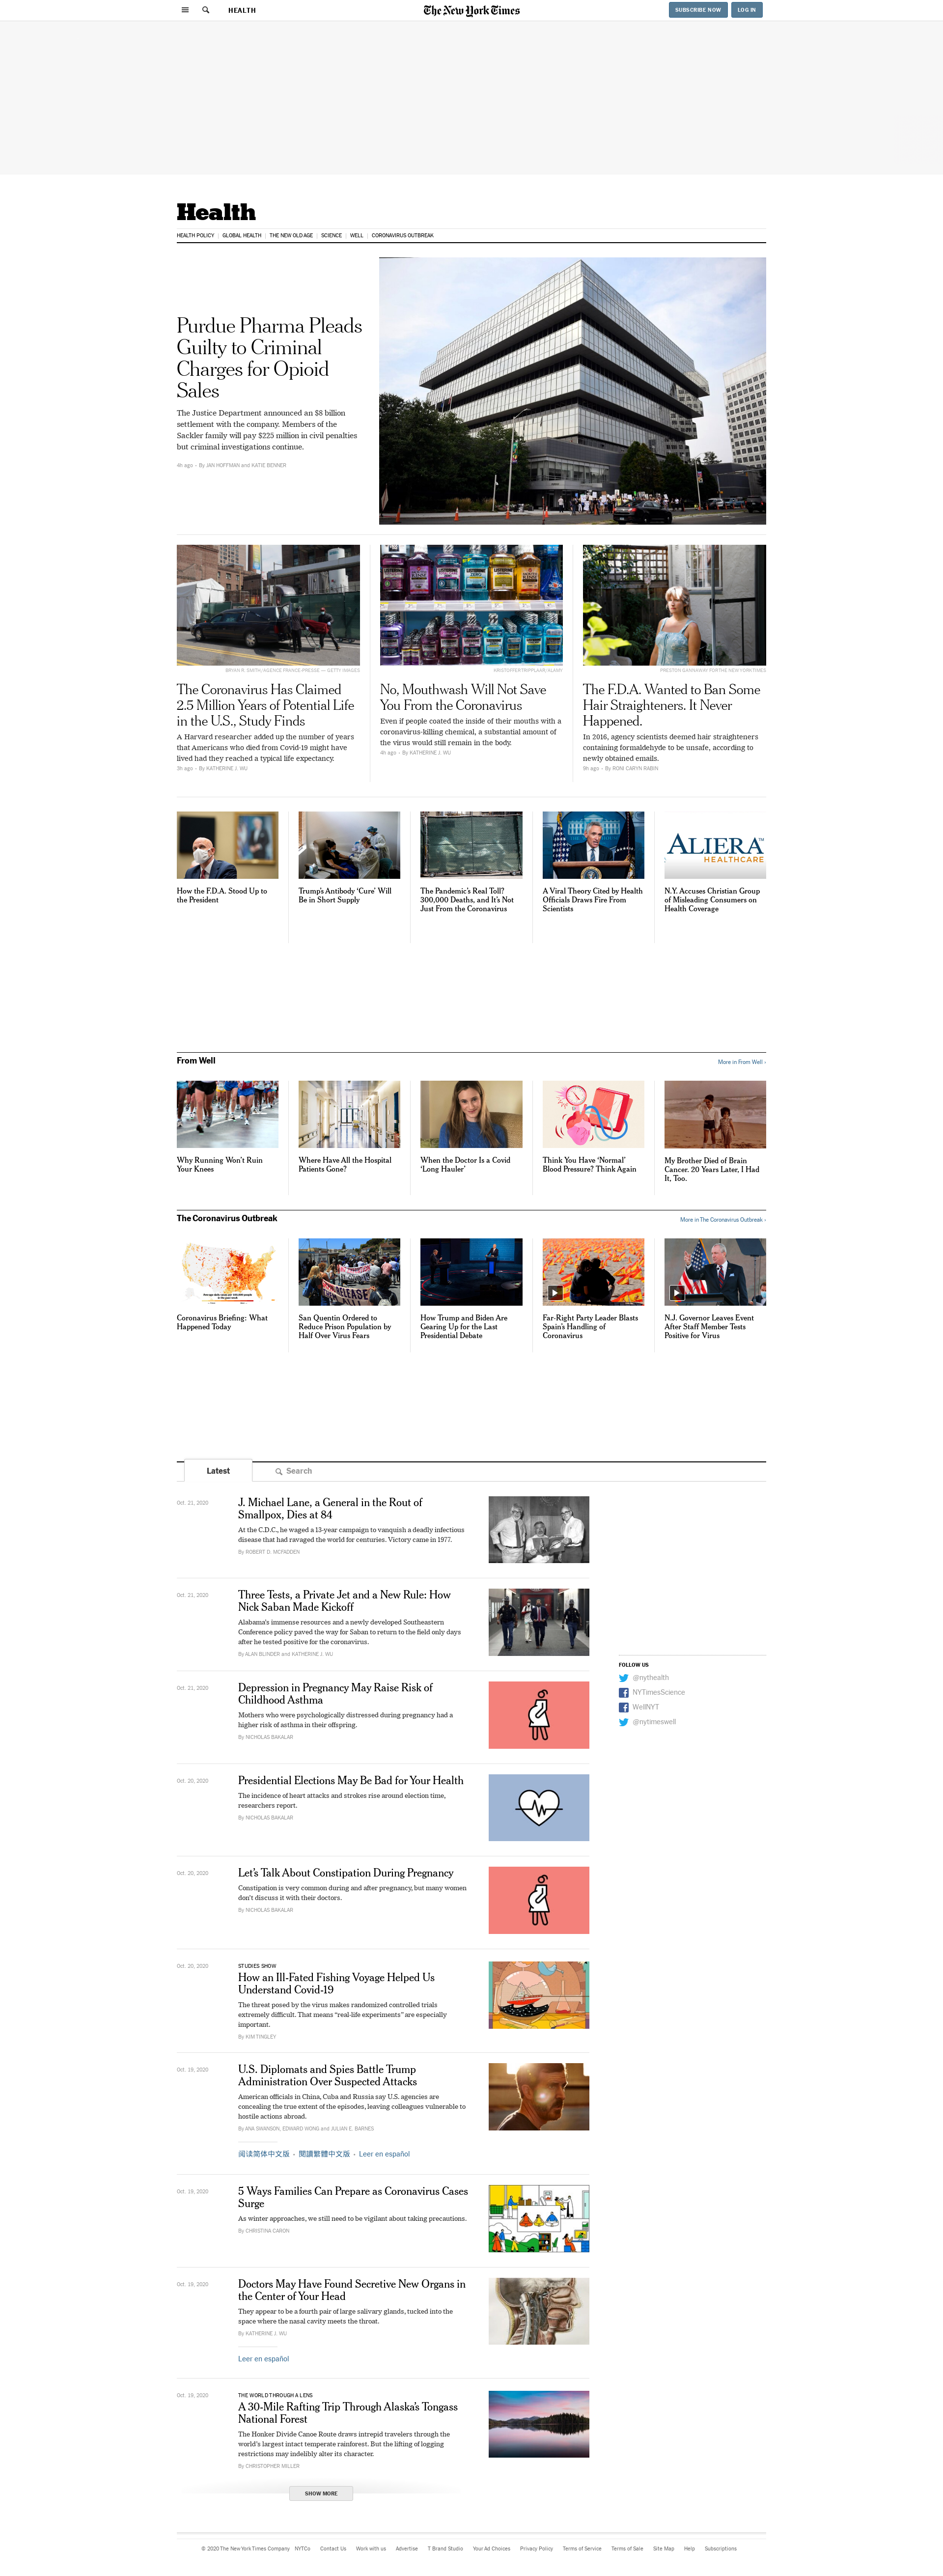 HEALTH
The New York Times
SUBSCRIBE NOW
LOG IN
Health
HEALTH POLICY
GLOBAL HEALTH
THE NEW OLD AGE
SCIENCE
WELL
CORONAVIRUS OUTBREAK
Purdue Pharma Pleads
Guilty to Criminal
Charges for Opioid
Sales
The Justice Department announced an $8 billion
settlement with the company. Members of the
Sackler family will pay $225 million in civil penalties
but criminal investigations continue.
4h ago · By JAN HOFFMAN and KATIE BENNER
BRYAN R. SMITH/AGENCE FRANCE-PRESSE — GETTY IMAGES
The Coronavirus Has Claimed
2.5 Million Years of Potential Life
in the U.S., Study Finds
A Harvard researcher added up the number of years
that Americans who died from Covid-19 might have
lived had they reached a typical life expectancy.
3h ago · By KATHERINE J. WU
LISTERINE
KRISTOFFER TRIPPLAAR/ALAMY
No, Mouthwash Will Not Save
You From the Coronavirus
Even if people coated the inside of their mouths with a
coronavirus-killing chemical, a substantial amount of
the virus would still remain in the body.
4h ago · By KATHERINE J. WU
PRESTON GANNAWAY FOR THE NEW YORK TIMES
The F.D.A. Wanted to Ban Some
Hair Straighteners. It Never
Happened.
In 2016, agency scientists deemed hair straighteners
containing formaldehyde to be unsafe, according to
newly obtained emails.
9h ago · By RONI CARYN RABIN
How the F.D.A. Stood Up to
the President
Trump's Antibody ‘Cure’ Will
Be in Short Supply
The Pandemic’s Real Toll?
300,000 Deaths, and It’s Not
Just From the Coronavirus
A Viral Theory Cited by Health
Officials Draws Fire From
Scientists
ALIERA™
HEALTHCARE
N.Y. Accuses Christian Group
of Misleading Consumers on
Health Coverage
From Well
More in From Well ›
Why Running Won’t Ruin
Your Knees
Where Have All the Hospital
Patients Gone?
When the Doctor Is a Covid
‘Long Hauler’
Think You Have ‘Normal’
Blood Pressure? Think Again
My Brother Died of Brain
Cancer. 20 Years Later, I Had
It, Too.
The Coronavirus Outbreak
More in The Coronavirus Outbreak ›
Coronavirus Briefing: What
Happened Today
San Quentin Ordered to
Reduce Prison Population by
Half Over Virus Fears
How Trump and Biden Are
Gearing Up for the Last
Presidential Debate
Far-Right Party Leader Blasts
Spain’s Handling of
Coronavirus
N.J. Governor Leaves Event
After Staff Member Tests
Positive for Virus
Latest
Search
Oct. 21, 2020
J. Michael Lane, a General in the Rout of
Smallpox, Dies at 84
At the C.D.C., he waged a 13-year campaign to vanquish a deadly infectious
disease that had ravaged the world for centuries. Victory came in 1977.
By ROBERT D. MCFADDEN
Oct. 21, 2020
Three Tests, a Private Jet and a New Rule: How
Nick Saban Made Kickoff
Alabama’s immense resources and a newly developed Southeastern
Conference policy paved the way for Saban to return to the field only days
after he tested positive for the coronavirus.
By ALAN BLINDER and KATHERINE J. WU
Oct. 21, 2020
Depression in Pregnancy May Raise Risk of
Childhood Asthma
Mothers who were psychologically distressed during pregnancy had a
higher risk of asthma in their offspring.
By NICHOLAS BAKALAR
FOLLOW US
@nythealth
NYTimesScience
WellNYT
@nytimeswell
Oct. 20, 2020
Presidential Elections May Be Bad for Your Health
The incidence of heart attacks and strokes rise around election time,
researchers report.
By NICHOLAS BAKALAR
Oct. 20, 2020
Let’s Talk About Constipation During Pregnancy
Constipation is very common during and after pregnancy, but many women
don’t discuss it with their doctors.
By NICHOLAS BAKALAR
Oct. 20, 2020
STUDIES SHOW
How an Ill-Fated Fishing Voyage Helped Us
Understand Covid-19
The threat posed by the virus makes randomized controlled trials
extremely difficult. That means “real-life experiments” are especially
important.
By KIM TINGLEY
Oct. 19, 2020
U.S. Diplomats and Spies Battle Trump
Administration Over Suspected Attacks
American officials in China, Cuba and Russia say U.S. agencies are
concealing the true extent of the episodes, leaving colleagues vulnerable to
hostile actions abroad.
By ANA SWANSON, EDWARD WONG and JULIAN E. BARNES
阅读简体中文版 · 閱讀繁體中文版 · Leer en español
Oct. 19, 2020
5 Ways Families Can Prepare as Coronavirus Cases
Surge
As winter approaches, we still need to be vigilant about taking precautions.
By CHRISTINA CARON
Oct. 19, 2020
Doctors May Have Found Secretive New Organs in
the Center of Your Head
They appear to be a fourth pair of large salivary glands, tucked into the
space where the nasal cavity meets the throat.
By KATHERINE J. WU
Leer en español
Oct. 19, 2020
THE WORLD THROUGH A LENS
A 30-Mile Rafting Trip Through Alaska’s Tongass
National Forest
The Honker Divide Canoe Route draws intrepid travelers through the
world’s largest intact temperate rainforest. But the lifting of logging
restrictions may indelibly alter its character.
By CHRISTOPHER MILLER
SHOW MORE
© 2020 The New York Times Company
NYTCo
Contact Us
Work with us
Advertise
T Brand Studio
Your Ad Choices
Privacy Policy
Terms of Service
Terms of Sale
Site Map
Help
Subscriptions